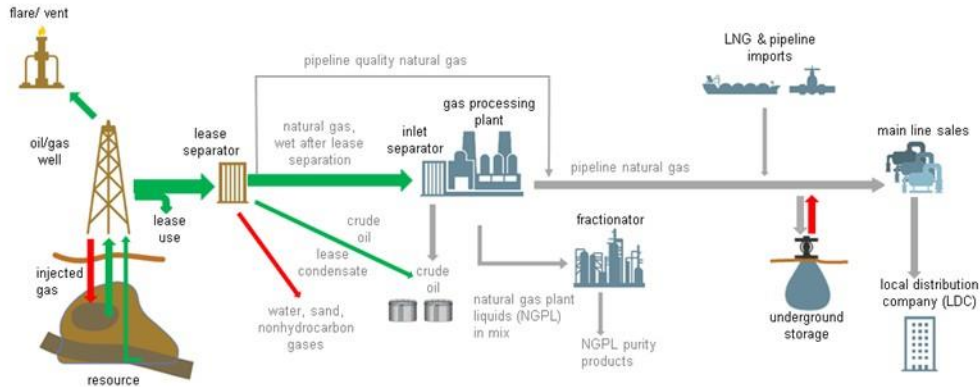 flare/ vent
oil/gas
well
lease
use
injected
gas
resource
lease
separator
pipeline quality natural gas
natural gas,
wet after lease
separation
inlet
separator
gas processing
plant
crude
oil
lease
condensate
water, sand,
nonhydrocarbon
gases
crude
oil
natural gas plant
liquids (NGPL)
in mix
fractionator
NGPL purity
products
pipeline natural gas
LNG & pipeline
imports
underground
storage
main line sales
local distribution
company (LDC)